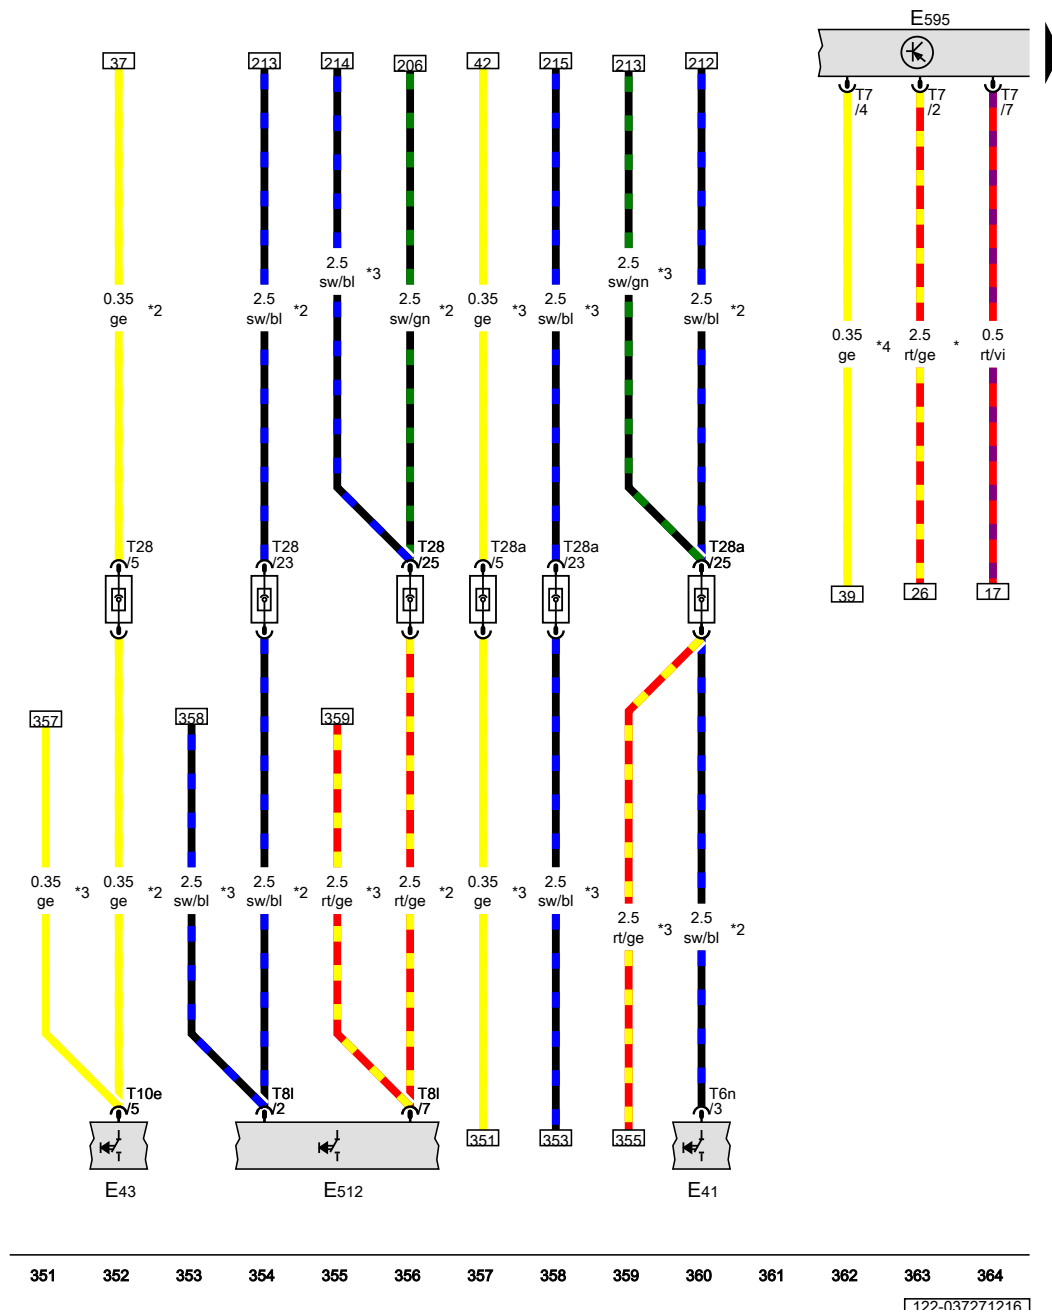 E595
37
213
214
206
42
215
213
212
T7
/4
T7
/2
T7
/7
2.5
sw/bl
*3
2.5
sw/gn
*3
0.35
ge
*2
2.5
sw/bl
*2
2.5
sw/gn
*2
0.35
ge
*3
2.5
sw/bl
*3
2.5
sw/bl
*2
0.35
ge
*4
2.5
rt/ge
*
0.5
rt/vi
T28
/5
T28
/23
T28
/25
T28a
/5
T28a
/23
T28a
/25
39
26
17
357
358
359
0.35
ge
*3
0.35
ge
*2
2.5
sw/bl
*3
2.5
sw/bl
*2
2.5
rt/ge
*3
2.5
rt/ge
*2
0.35
ge
*3
2.5
sw/bl
*3
2.5
rt/ge
*3
2.5
sw/bl
*2
T10e
/5
T8l
/2
T8l
/7
T6n
/3
351
353
355
E43
E512
E41
351 352 353 354 355 356 357 358 359 360 361 362 363 364
122-037271216